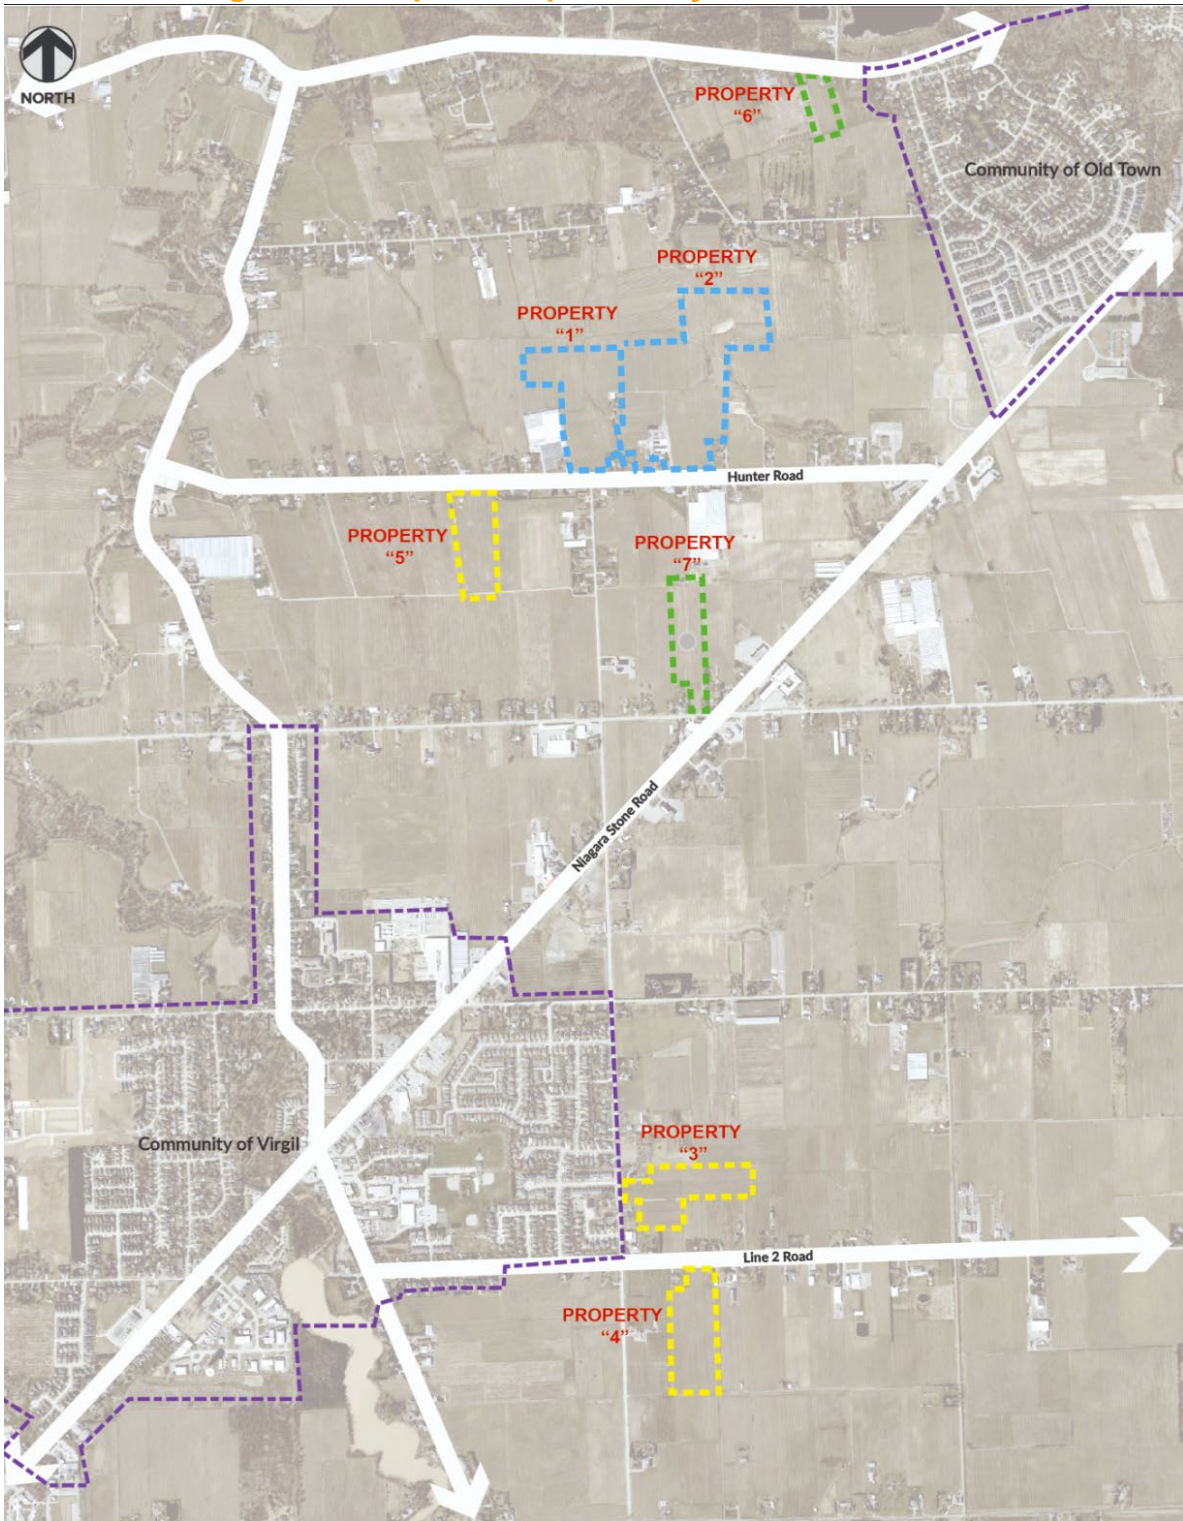 NORTH
PROPERTY
“6”
Community of Old Town
PROPERTY
“2”
PROPERTY
“1”
Hunter Road
PROPERTY
“5”
PROPERTY
“7”
Niagara Stone Road
Community of Virgil
PROPERTY
“3”
Line 2 Road
PROPERTY
“4”